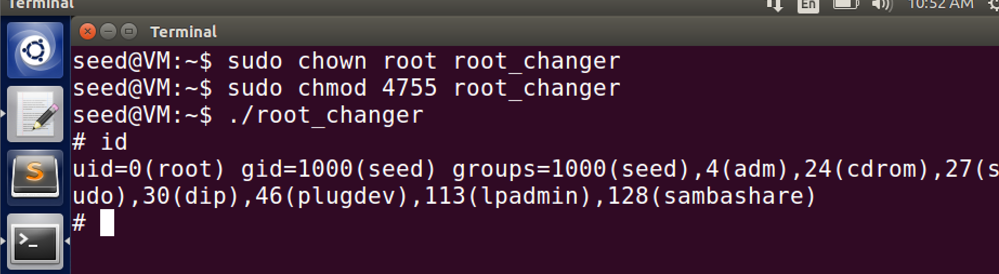 Terminal
En
10:52 AM
Terminal
seed@VM:~$ sudo chown root root_changer
seed@VM:~$ sudo chmod 4755 root_changer
seed@VM:~$ ./root_changer
# id
uid=0(root) gid=1000(seed) groups=1000(seed),4(adm),24(cdrom),27(s
udo),30(dip),46(plugdev),113(lpadmin),128(sambashare)
#